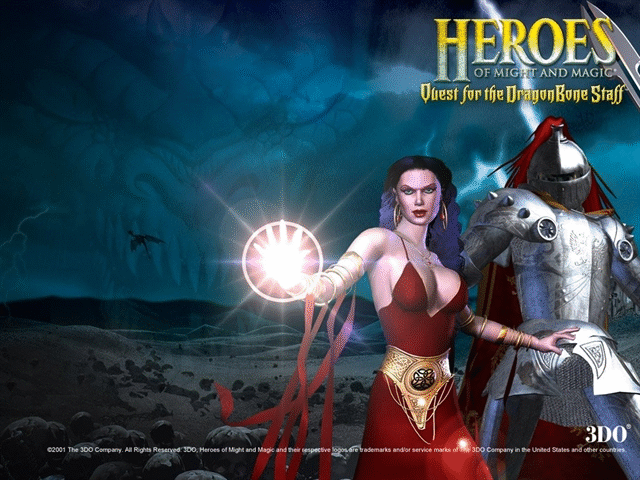 HEROES
OF MIGHT AND MAGIC®
Quest for the DragonBone Staff™
3DO®
©2001 The 3DO Company. All Rights Reserved. 3DO, Heroes of Might and Magic and their respective logos are trademarks and/or service marks of The 3DO Company in the United States and other countries.